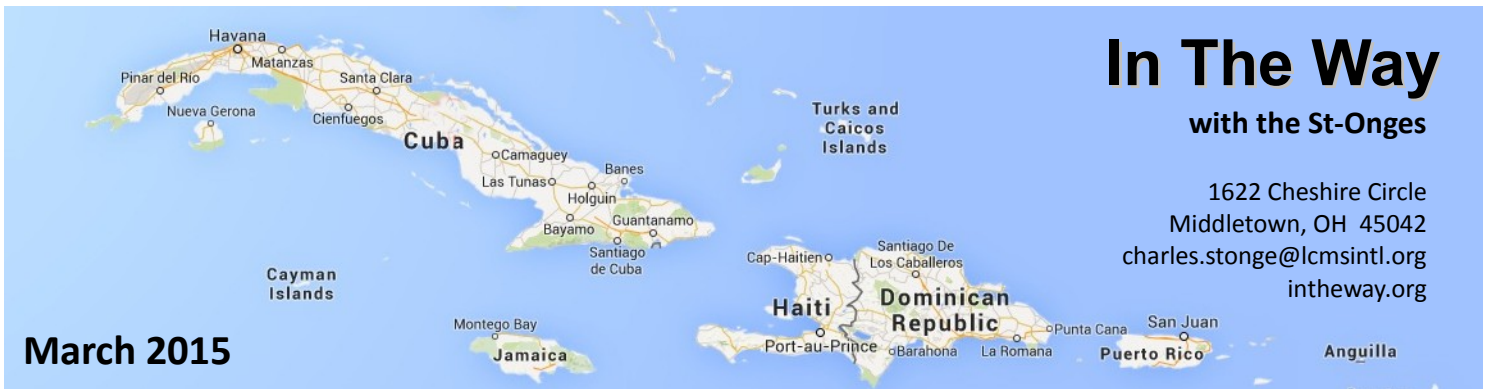 In The Way
with the St-Onges
1622 Cheshire Circle
Middletown, OH 45042
charles.stonge@lcmsintl.org
intheway.org
March 2015
Havana
Matanzas
Pinar del Río
Santa Clara
Nueva Gerona
Cienfuegos
Cuba
Camaguey
Las Tunas
Banes
Holguin
Bayamo
Guantanamo
Santiago
de Cuba
Turks and
Caicos
Islands
Cayman
Islands
Montego Bay
Jamaica
Cap-Haitien
Haiti
Port-au-Prince
Santiago De
Los Caballeros
Dominican
Republic
Barahona
La Romana
Punta Cana
San Juan
Puerto Rico
Anguilla